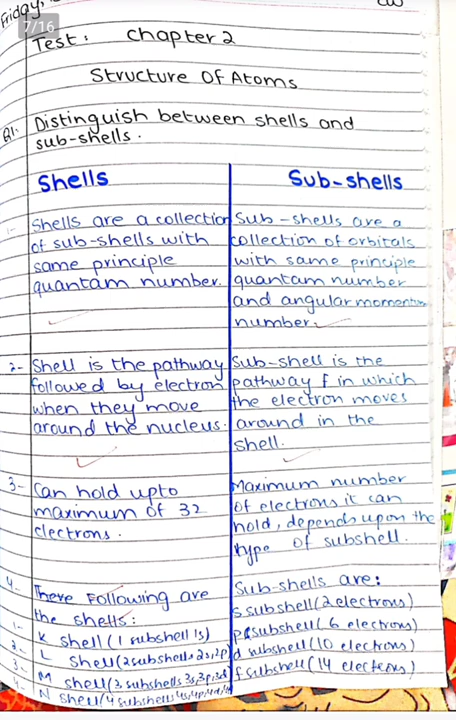 Friday,
7/16
Test: Chapter 2
Structure Of Atoms
Q1. Distinguish between shells and
sub-shells.
Shells
1- Shells are a collection
of sub-shells with
same principle
quantam number.
2- Shell is the pathway
followed by electron
when they move
around the nucleus.
3- Can hold upto
maximum of 32
electrons.
4- There Following are
the shells:
1- K shell (1 subshell 1s)
2- L shell (2 subshells 2s, 2p)
3- M shell (3 subshells 3s, 3p, 3d)
4- N shell (4 subshells 4s, 4p, 4d, 4f)
Sub-shells
Sub-shells are a
collection of orbitals
with same principle
quantum number
and angular momentum
number.
Sub-shell is the
pathway f in which
the electron moves
around in the
shell.
Maximum number
of electrons it can
hold, depends upon the
type of subshell.
Sub-shells are:
s subshell (2 electrons)
p subshell (6 electrons)
d subshell (10 electrons)
f subshell (14 electrons)